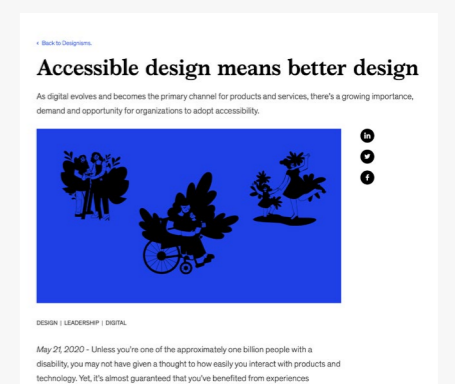 ‹ Back to Designisms.
Accessible design means better design
As digital evolves and becomes the primary channel for products and services, there's a growing importance,
demand and opportunity for organizations to adopt accessibility.
in
f
DESIGN | LEADERSHIP | DIGITAL
May 21, 2020 - Unless you're one of the approximately one billion people with a
disability, you may not have given a thought to how easily you interact with products and
technology. Yet, it's almost guaranteed that you've benefited from experiences